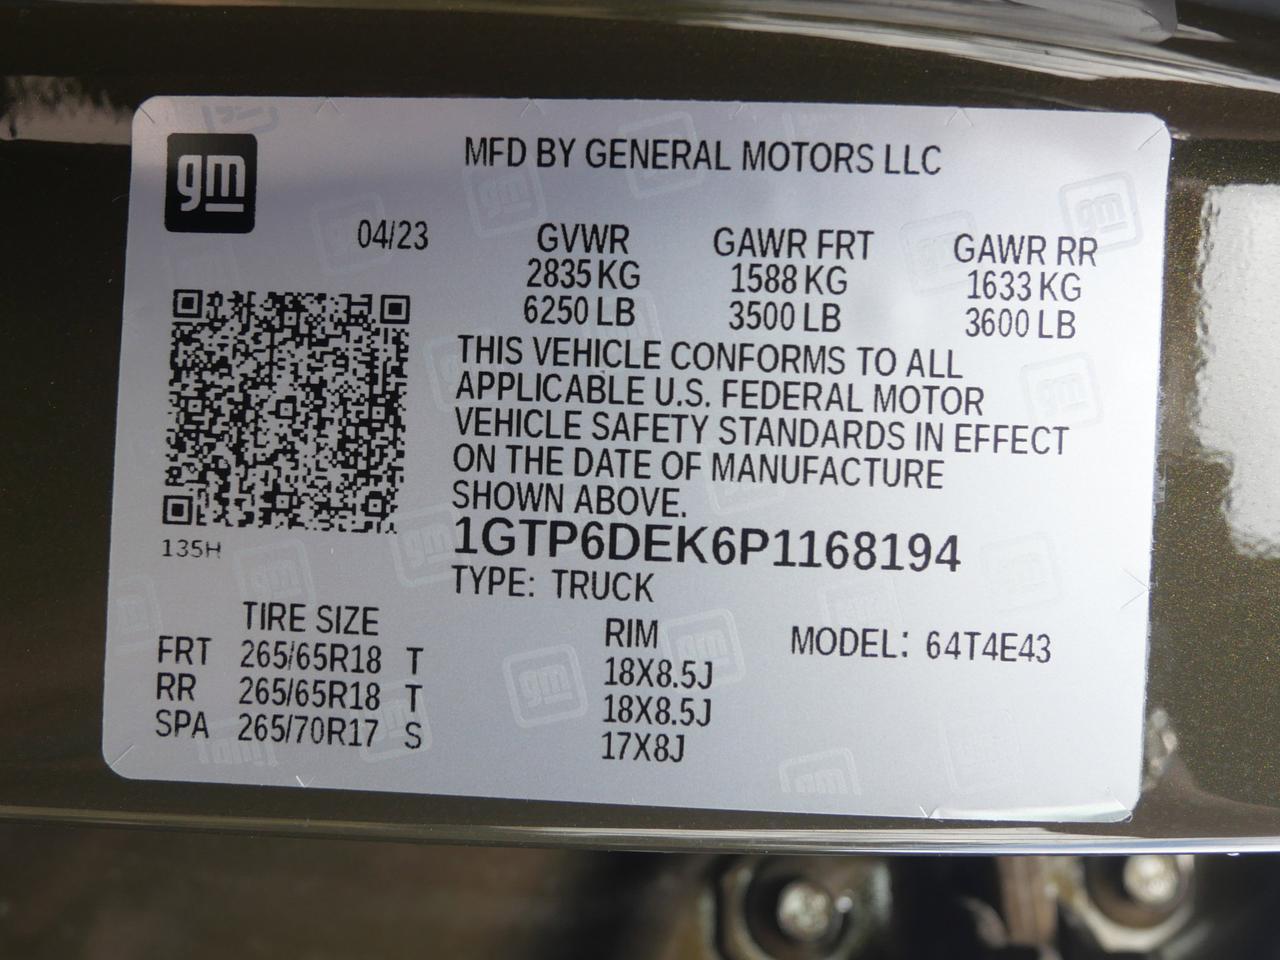 gm
MFD BY GENERAL MOTORS LLC
04/23 GVWR GAWR FRT GAWR RR
2835 KG 1588 KG 1633 KG
6250 LB 3500 LB 3600 LB
THIS VEHICLE CONFORMS TO ALL
APPLICABLE U.S. FEDERAL MOTOR
VEHICLE SAFETY STANDARDS IN EFFECT
ON THE DATE OF MANUFACTURE
SHOWN ABOVE.
1GTP6DEK6P1168194
135H
TYPE: TRUCK
TIRE SIZE RIM MODEL: 64T4E43
FRT 265/65R18 T 18X8.5J
RR 265/65R18 T 18X8.5J
SPA 265/70R17 S 17X8J